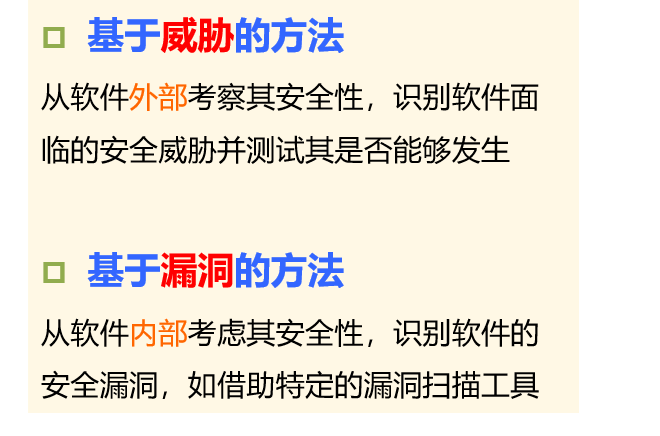 基于威胁的方法
从软件外部考察其安全性，识别软件面
临的安全威胁并测试其是否能够发生
基于漏洞的方法
从软件内部考虑其安全性，识别软件的
安全漏洞，如借助特定的漏洞扫描工具